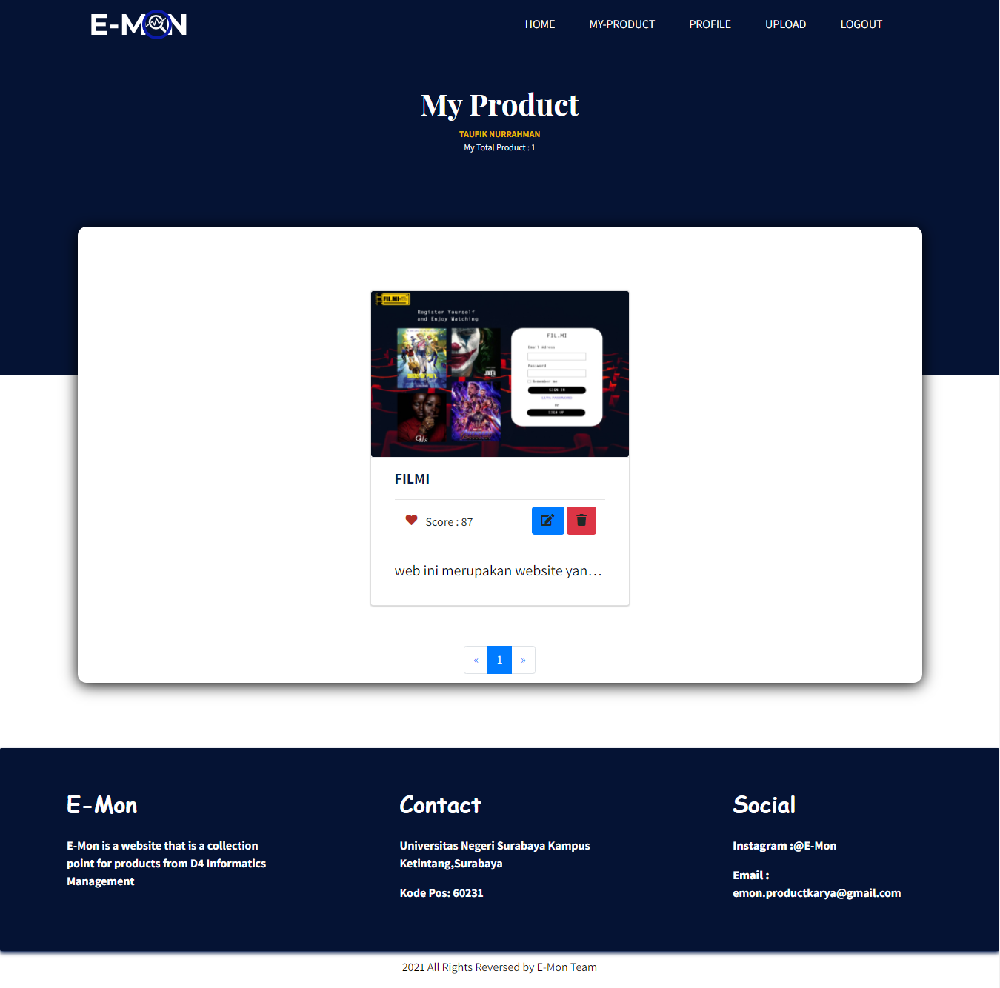 E-MON
HOME MY-PRODUCT PROFILE UPLOAD LOGOUT
My Product
TAUFIK NURRAHMAN
My Total Product : 1
FIL.MI
Register Yourself
and Enjoy Watching
FIL.MI
Email Adress
Password
Remember me
SIGN IN
LUPA PASSWORD
Or
SIGN UP
BIRDS OF PREY
JOKER
Us
FILMI
Score : 87
web ini merupakan website yan...
« 1 »
E-Mon
E-Mon is a website that is a collection
point for products from D4 Informatics
Management
Contact
Universitas Negeri Surabaya Kampus
Ketintang,Surabaya
Kode Pos: 60231
Social
Instagram :@E-Mon
Email :
emon.productkarya@gmail.com
2021 All Rights Reversed by E-Mon Team